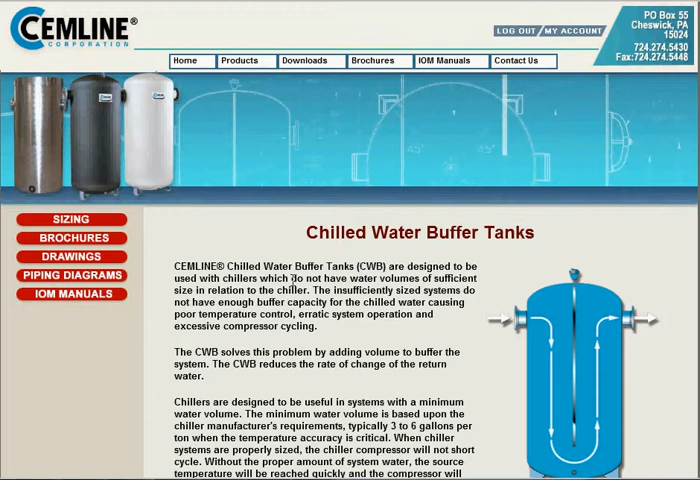 CEMLINE®
CORPORATION
LOG OUT / MY ACCOUNT
PO Box 55
Cheswick, PA
15024
724.274.5430
Fax:724.274.5448
Home
Products
Downloads
Brochures
IOM Manuals
Contact Us
SIZING
BROCHURES
DRAWINGS
PIPING DIAGRAMS
IOM MANUALS
Chilled Water Buffer Tanks
CEMLINE® Chilled Water Buffer Tanks (CWB) are designed to be
used with chillers which do not have water volumes of sufficient
size in relation to the chiller. The insufficiently sized systems do
not have enough buffer capacity for the chilled water causing
poor temperature control, erratic system operation and
excessive compressor cycling.
The CWB solves this problem by adding volume to buffer the
system. The CWB reduces the rate of change of the return
water.
Chillers are designed to be useful in systems with a minimum
water volume. The minimum water volume is based upon the
chiller manufacturer's requirements, typically 3 to 6 gallons per
ton when the temperature accuracy is critical. When chiller
systems are properly sized, the chiller compressor will not short
cycle. Without the proper amount of system water, the source
temperature will be reached quickly and the compressor will